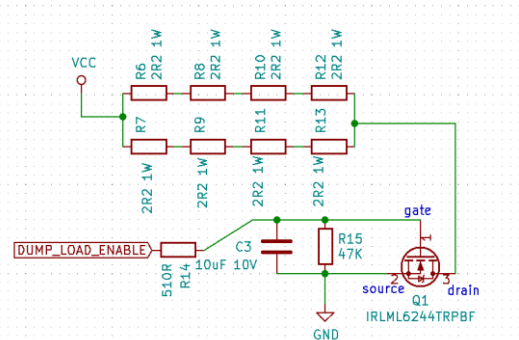 VCC
R6
2R2 1W
R8
2R2 1W
R10
2R2 1W
R12
2R2 1W
R7
2R2 1W
R9
2R2 1W
R11
2R2 1W
R13
2R2 1W
DUMP_LOAD_ENABLE
510R
R14
C3
10uF 10V
R15
47K
gate
1
source
2
3
drain
Q1
IRLML6244TRPBF
GND